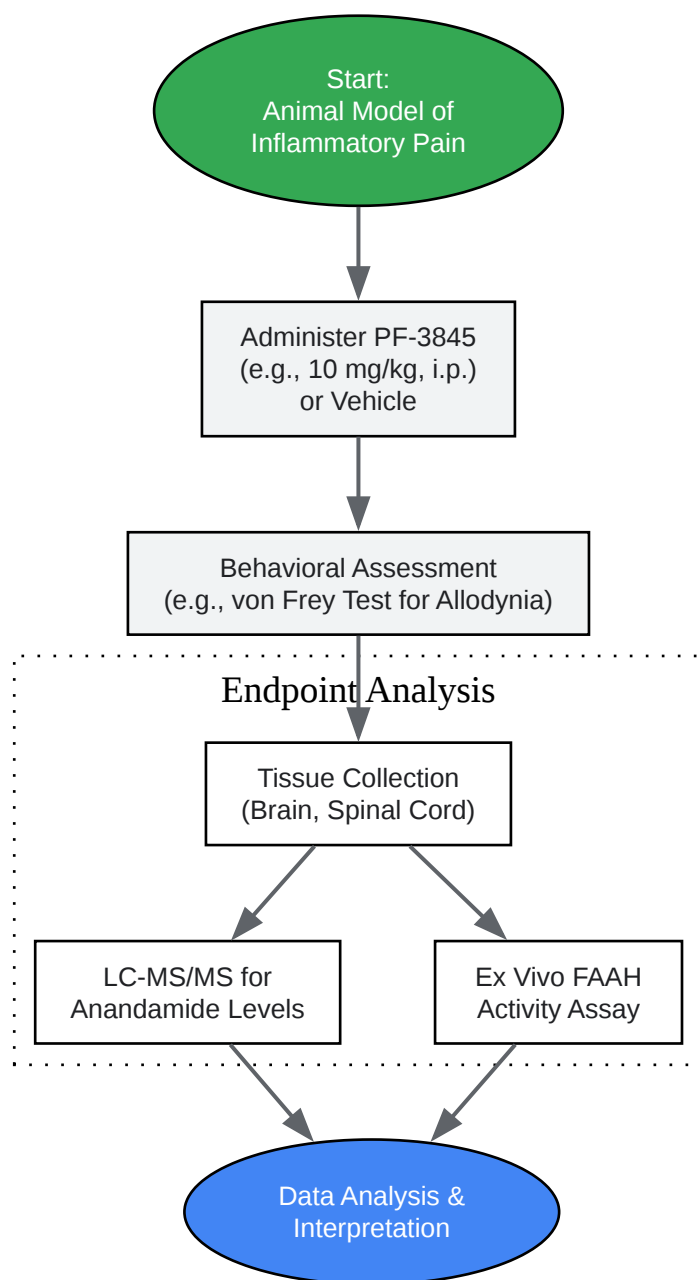 Start:
Animal Model of
Inflammatory Pain
Administer PF-3845
(e.g., 10 mg/kg, i.p.)
or Vehicle
Behavioral Assessment
(e.g., von Frey Test for Allodynia)
Endpoint Analysis
Tissue Collection
(Brain, Spinal Cord)
LC-MS/MS for
Anandamide Levels
Ex Vivo FAAH
Activity Assay
Data Analysis &
Interpretation